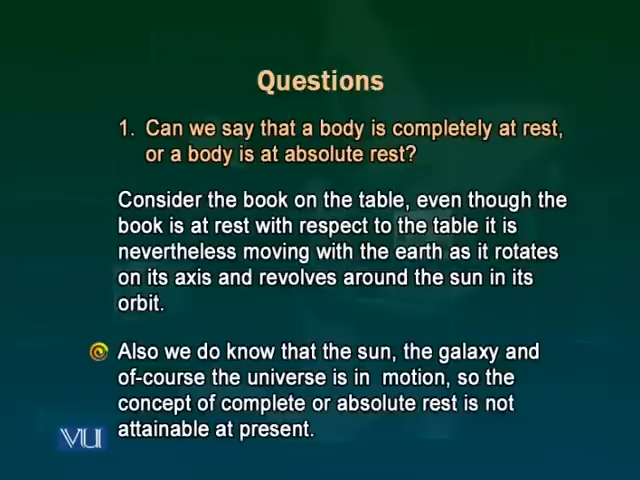 Questions
1. Can we say that a body is completely at rest,
or a body is at absolute rest?
Consider the book on the table, even though the
book is at rest with respect to the table it is
nevertheless moving with the earth as it rotates
on its axis and revolves around the sun in its
orbit.
Also we do know that the sun, the galaxy and
of-course the universe is in motion, so the
concept of complete or absolute rest is not
attainable at present.
VU